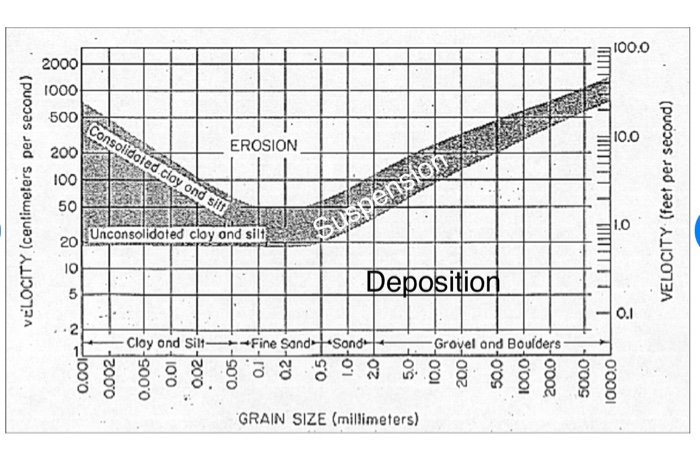 2000
1000
500
200
100
50
20
10
5
2
1
VELOCITY (centimeters per second)
100.0
10.0
1.0
0.1
VELOCITY (feet per second)
EROSION
Consolidated clay and silt
Suspension
Unconsolidated clay and silt
Deposition
Clay and Silt
Fine Sand
Sand
Gravel and Boulders
0.001
0.002
0.005
0.01
0.02
0.05
0.1
0.2
0.5
1.0
2.0
5.0
10.0
20.0
50.0
100.0
200.0
500.0
1000.0
GRAIN SIZE (millimeters)